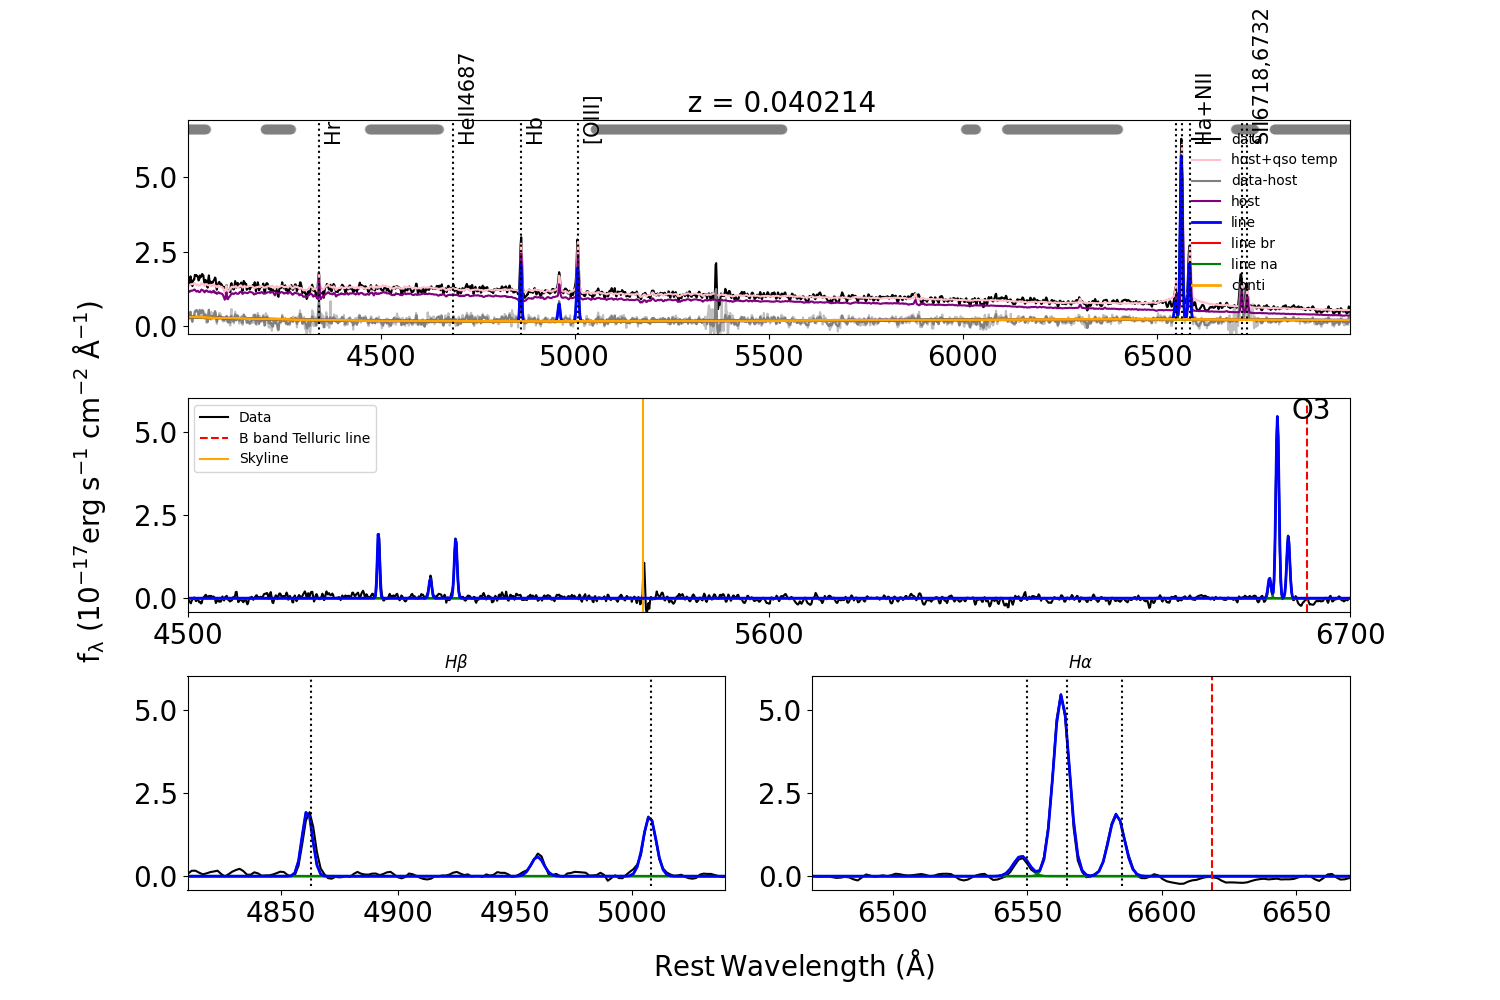 z = 0.040214
Hr
HeII4687
Hb
[OIII]
Ha+NII
SII6718,6732
data
host+qso temp
data-host
host
line
line br
line na
conti
5.0
2.5
0.0
4500
5000
5500
6000
6500
Data
B band Telluric line
Skyline
O3
5.0
2.5
0.0
4500
5600
6700
Hβ
5.0
2.5
0.0
4850
4900
4950
5000
Hα
5.0
2.5
0.0
6500
6550
6600
6650
fλ (10−17erg s−1 cm−2 Å−1)
Rest Wavelength (Å)